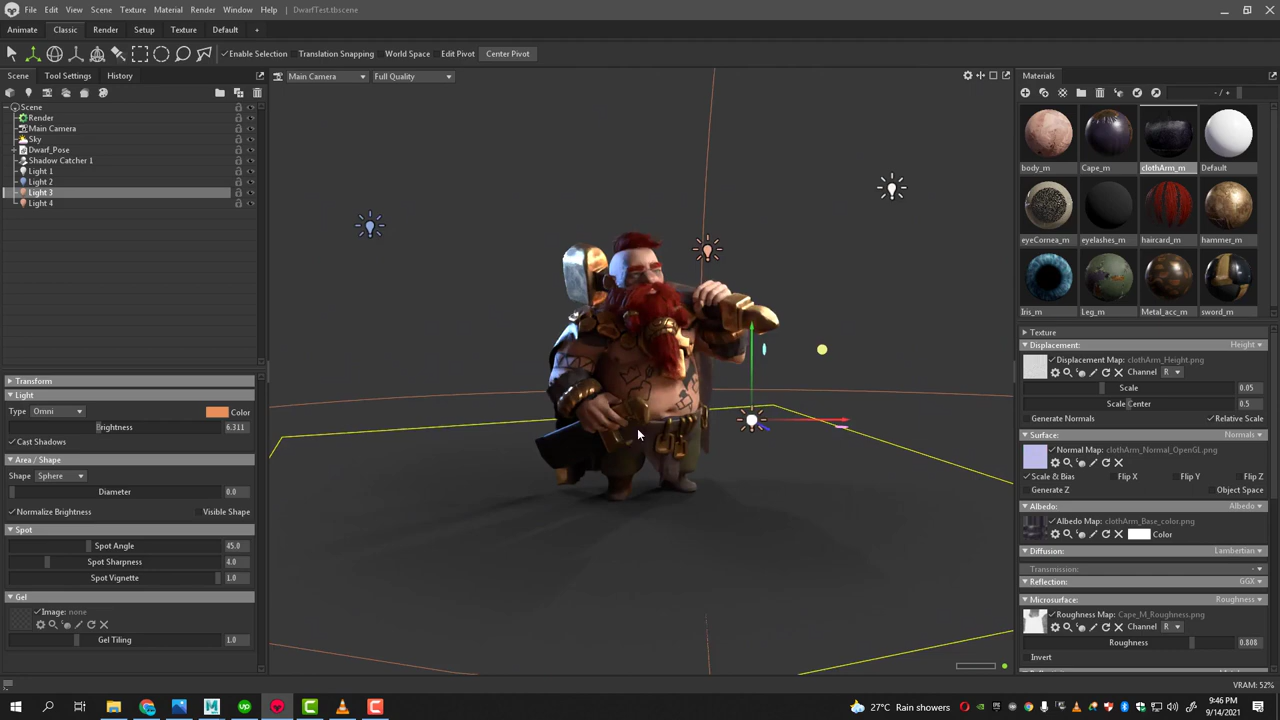 File Edit View Scene Texture Material Render Window Help DwarfTest.tbscene
Animate Classic Render Setup Texture Default +
Enable Selection Translation Snapping World Space Edit Pivot Center Pivot
Scene Tool Settings History
Main Camera Full Quality
Materials
Scene
Render
Main Camera
Sky
Dwarf_Pose
Shadow Catcher 1
Light 1
Light 2
Light 3
Light 4
- / +
body_m Cape_m clothArm_m Default
eyeCornea_m eyelashes_m haircard_m hammer_m
Iris_m Leg_m Metal_acc_m sword_m
Transform
Light
Type Omni Color
Brightness 6.311
Cast Shadows
Area / Shape
Shape Sphere
Diameter 0.0
Normalize Brightness Visible Shape
Spot
Spot Angle 45.0
Spot Sharpness 4.0
Spot Vignette 1.0
Gel
Image: none
Gel Tiling 1.0
Texture
Displacement: Height
Displacement Map: clothArm_Height.png
Channel R
Scale 0.05
Scale Center 0.5
Generate Normals Relative Scale
Surface: Normals
Normal Map: clothArm_Normal_OpenGL.png
Scale & Bias Flip X Flip Y Flip Z
Generate Z Object Space
Albedo: Albedo
Albedo Map: clothArm_Base_color.png
Color
Diffusion: Lambertian
Transmission: -
Reflection: GGX
Microsurface: Roughness
Roughness Map: Cape_M_Roughness.png
Channel R
Roughness 0.808
Invert
VRAM: 52%
27°C Rain showers
9:46 PM
9/14/2021